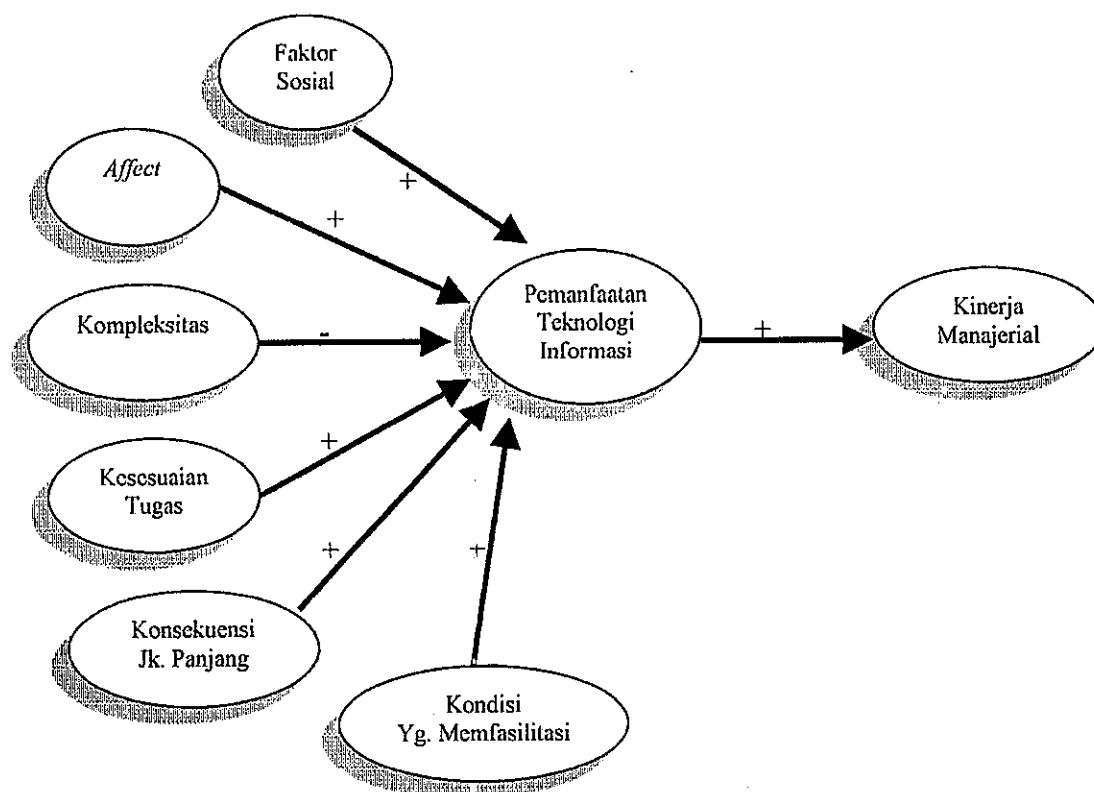 Faktor
Sosial
+
Affect
+
Kompleksitas
-
Pemanfaatan
Teknologi
Informasi
+
Kinerja
Manajerial
Kesesuaian
Tugas
+
Konsekuensi
Jk. Panjang
+
Kondisi
Yg. Memfasilitasi
+